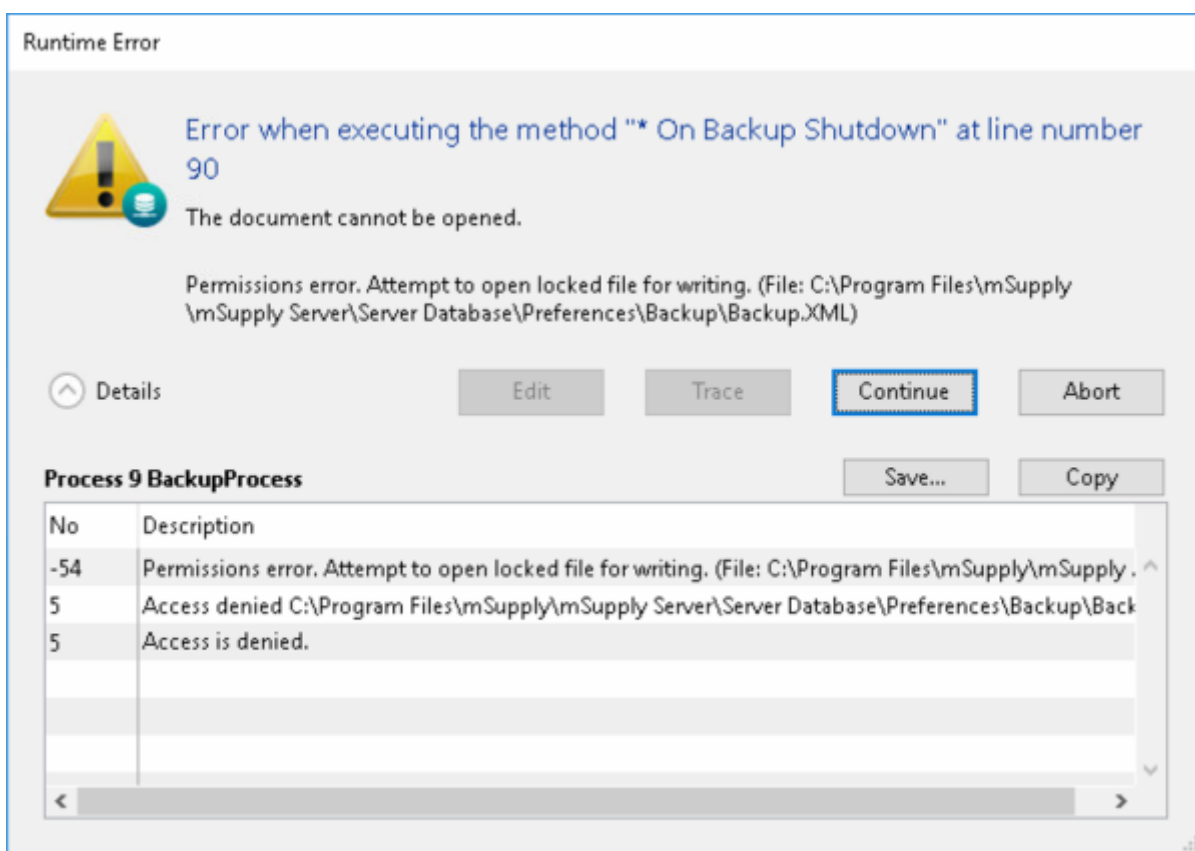 Runtime Error
Error when executing the method "* On Backup Shutdown" at line number
90
The document cannot be opened.
Permissions error. Attempt to open locked file for writing. (File: C:\Program Files\mSupply
\mSupply Server\Server Database\Preferences\Backup\Backup.XML)
Details Edit Trace Continue Abort
Process 9 BackupProcess Save... Copy
No Description
-54 Permissions error. Attempt to open locked file for writing. (File: C:\Program Files\mSupply\mSupply .
5 Access denied C:\Program Files\mSupply\mSupply Server\Server Database\Preferences\Backup\Back
5 Access is denied.